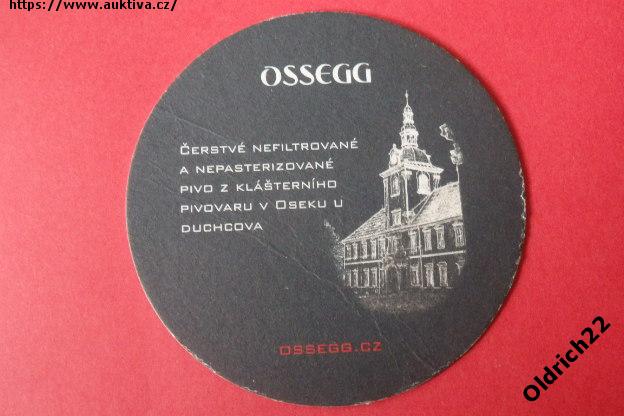 https://www.auktiva.cz/
OSSEGG
Čerstvé nefiltrované
a nepasterizované
pivo z klášterního
pivovaru v Oseku u
Duchcova
OSSEGG.CZ
Oldrich22